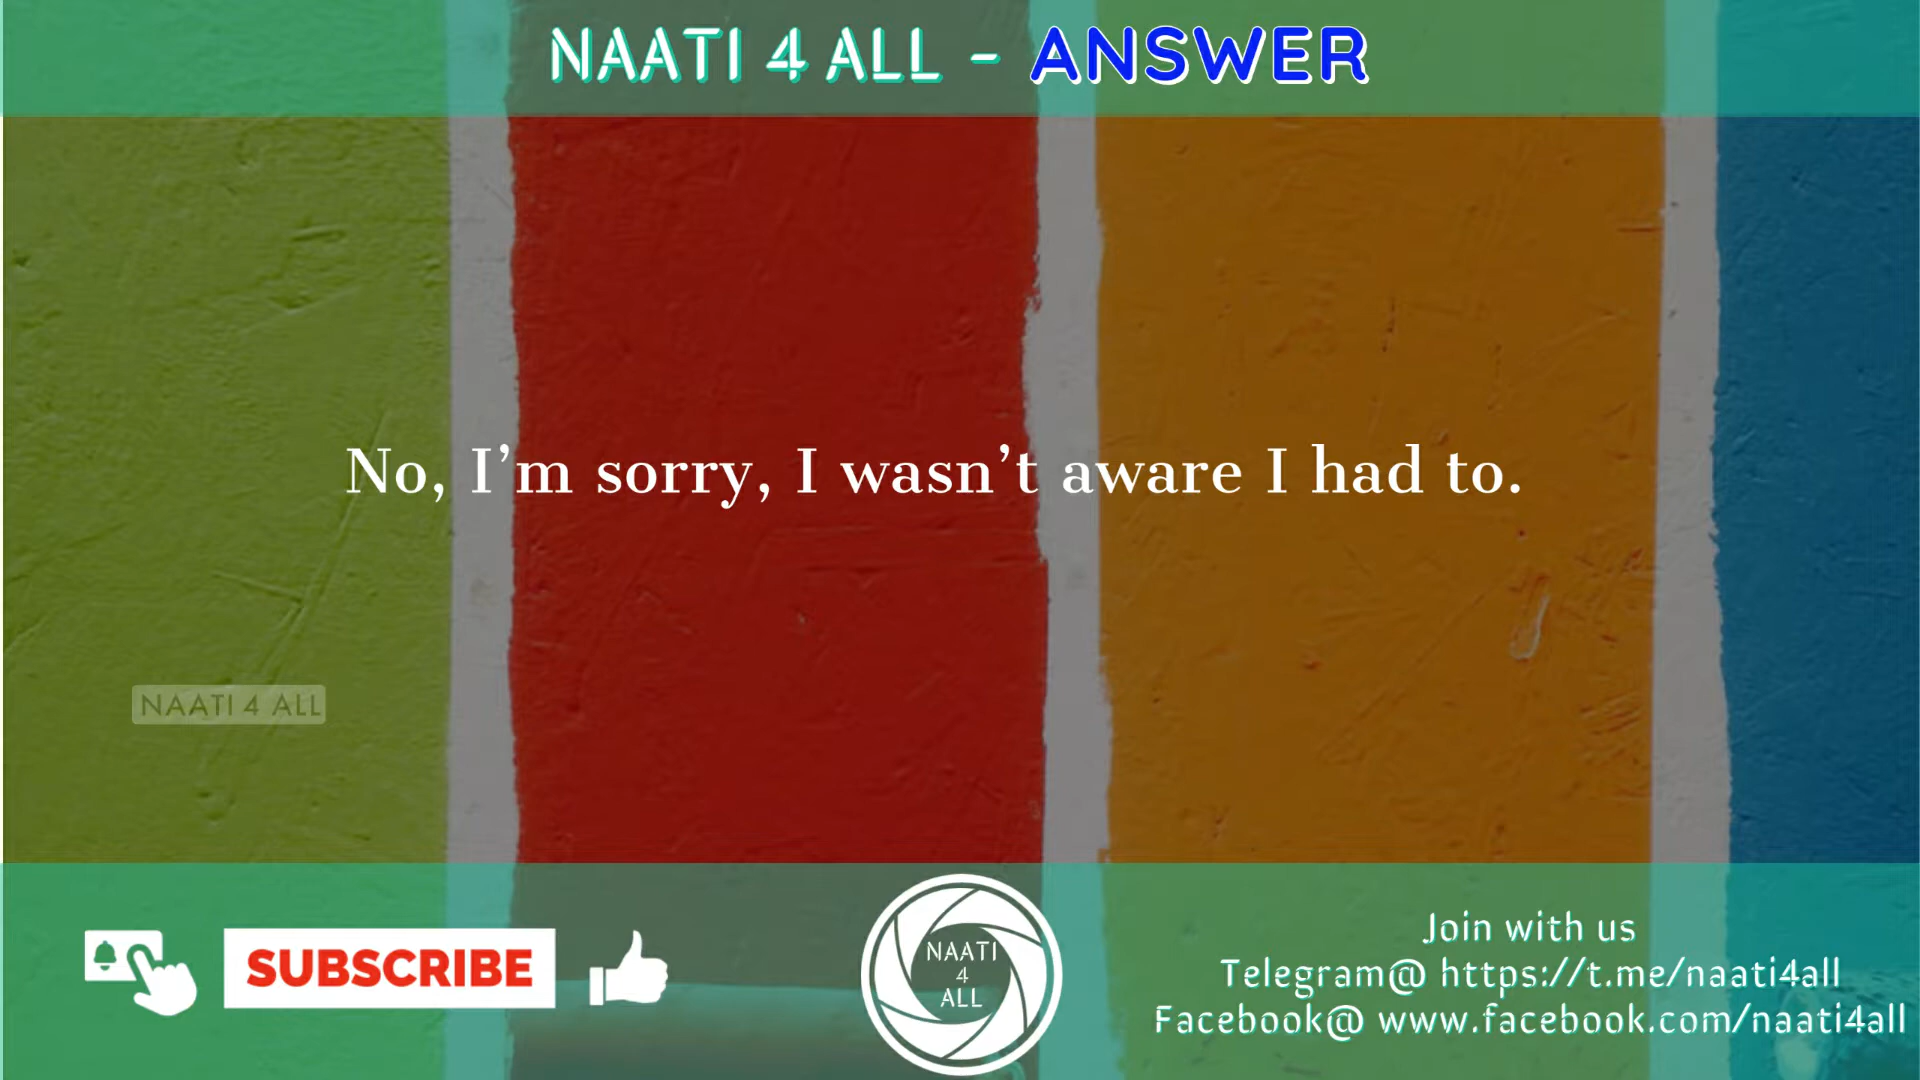 NAATI 4 ALL - ANSWER
No, I’m sorry, I wasn’t aware I had to.
NAATI 4 ALL
SUBSCRIBE
NAATI
4
ALL
Join with us
Telegram@ https://t.me/naati4all
Facebook@ www.facebook.com/naati4all